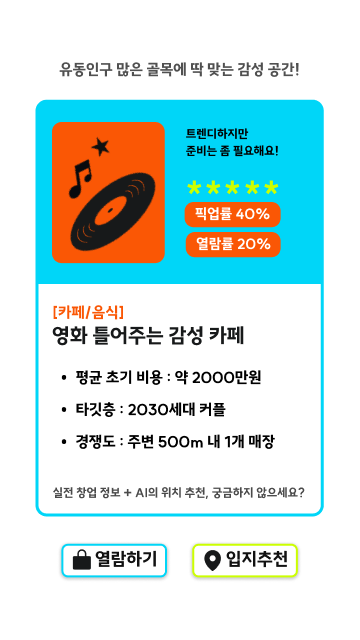 유동인구 많은 골목에 딱 맞는 감성 공간!
트렌디하지만
준비는 좀 필요해요!
★★★★★
픽업률 40%
열람률 20%
[카페/음식]
영화 틀어주는 감성 카페
• 평균 초기 비용 : 약 2000만원
• 타깃층 : 2030세대 커플
• 경쟁도 : 주변 500m 내 1개 매장
실전 창업 정보 + AI의 위치 추천, 궁금하지 않으세요?
열람하기
입지추천